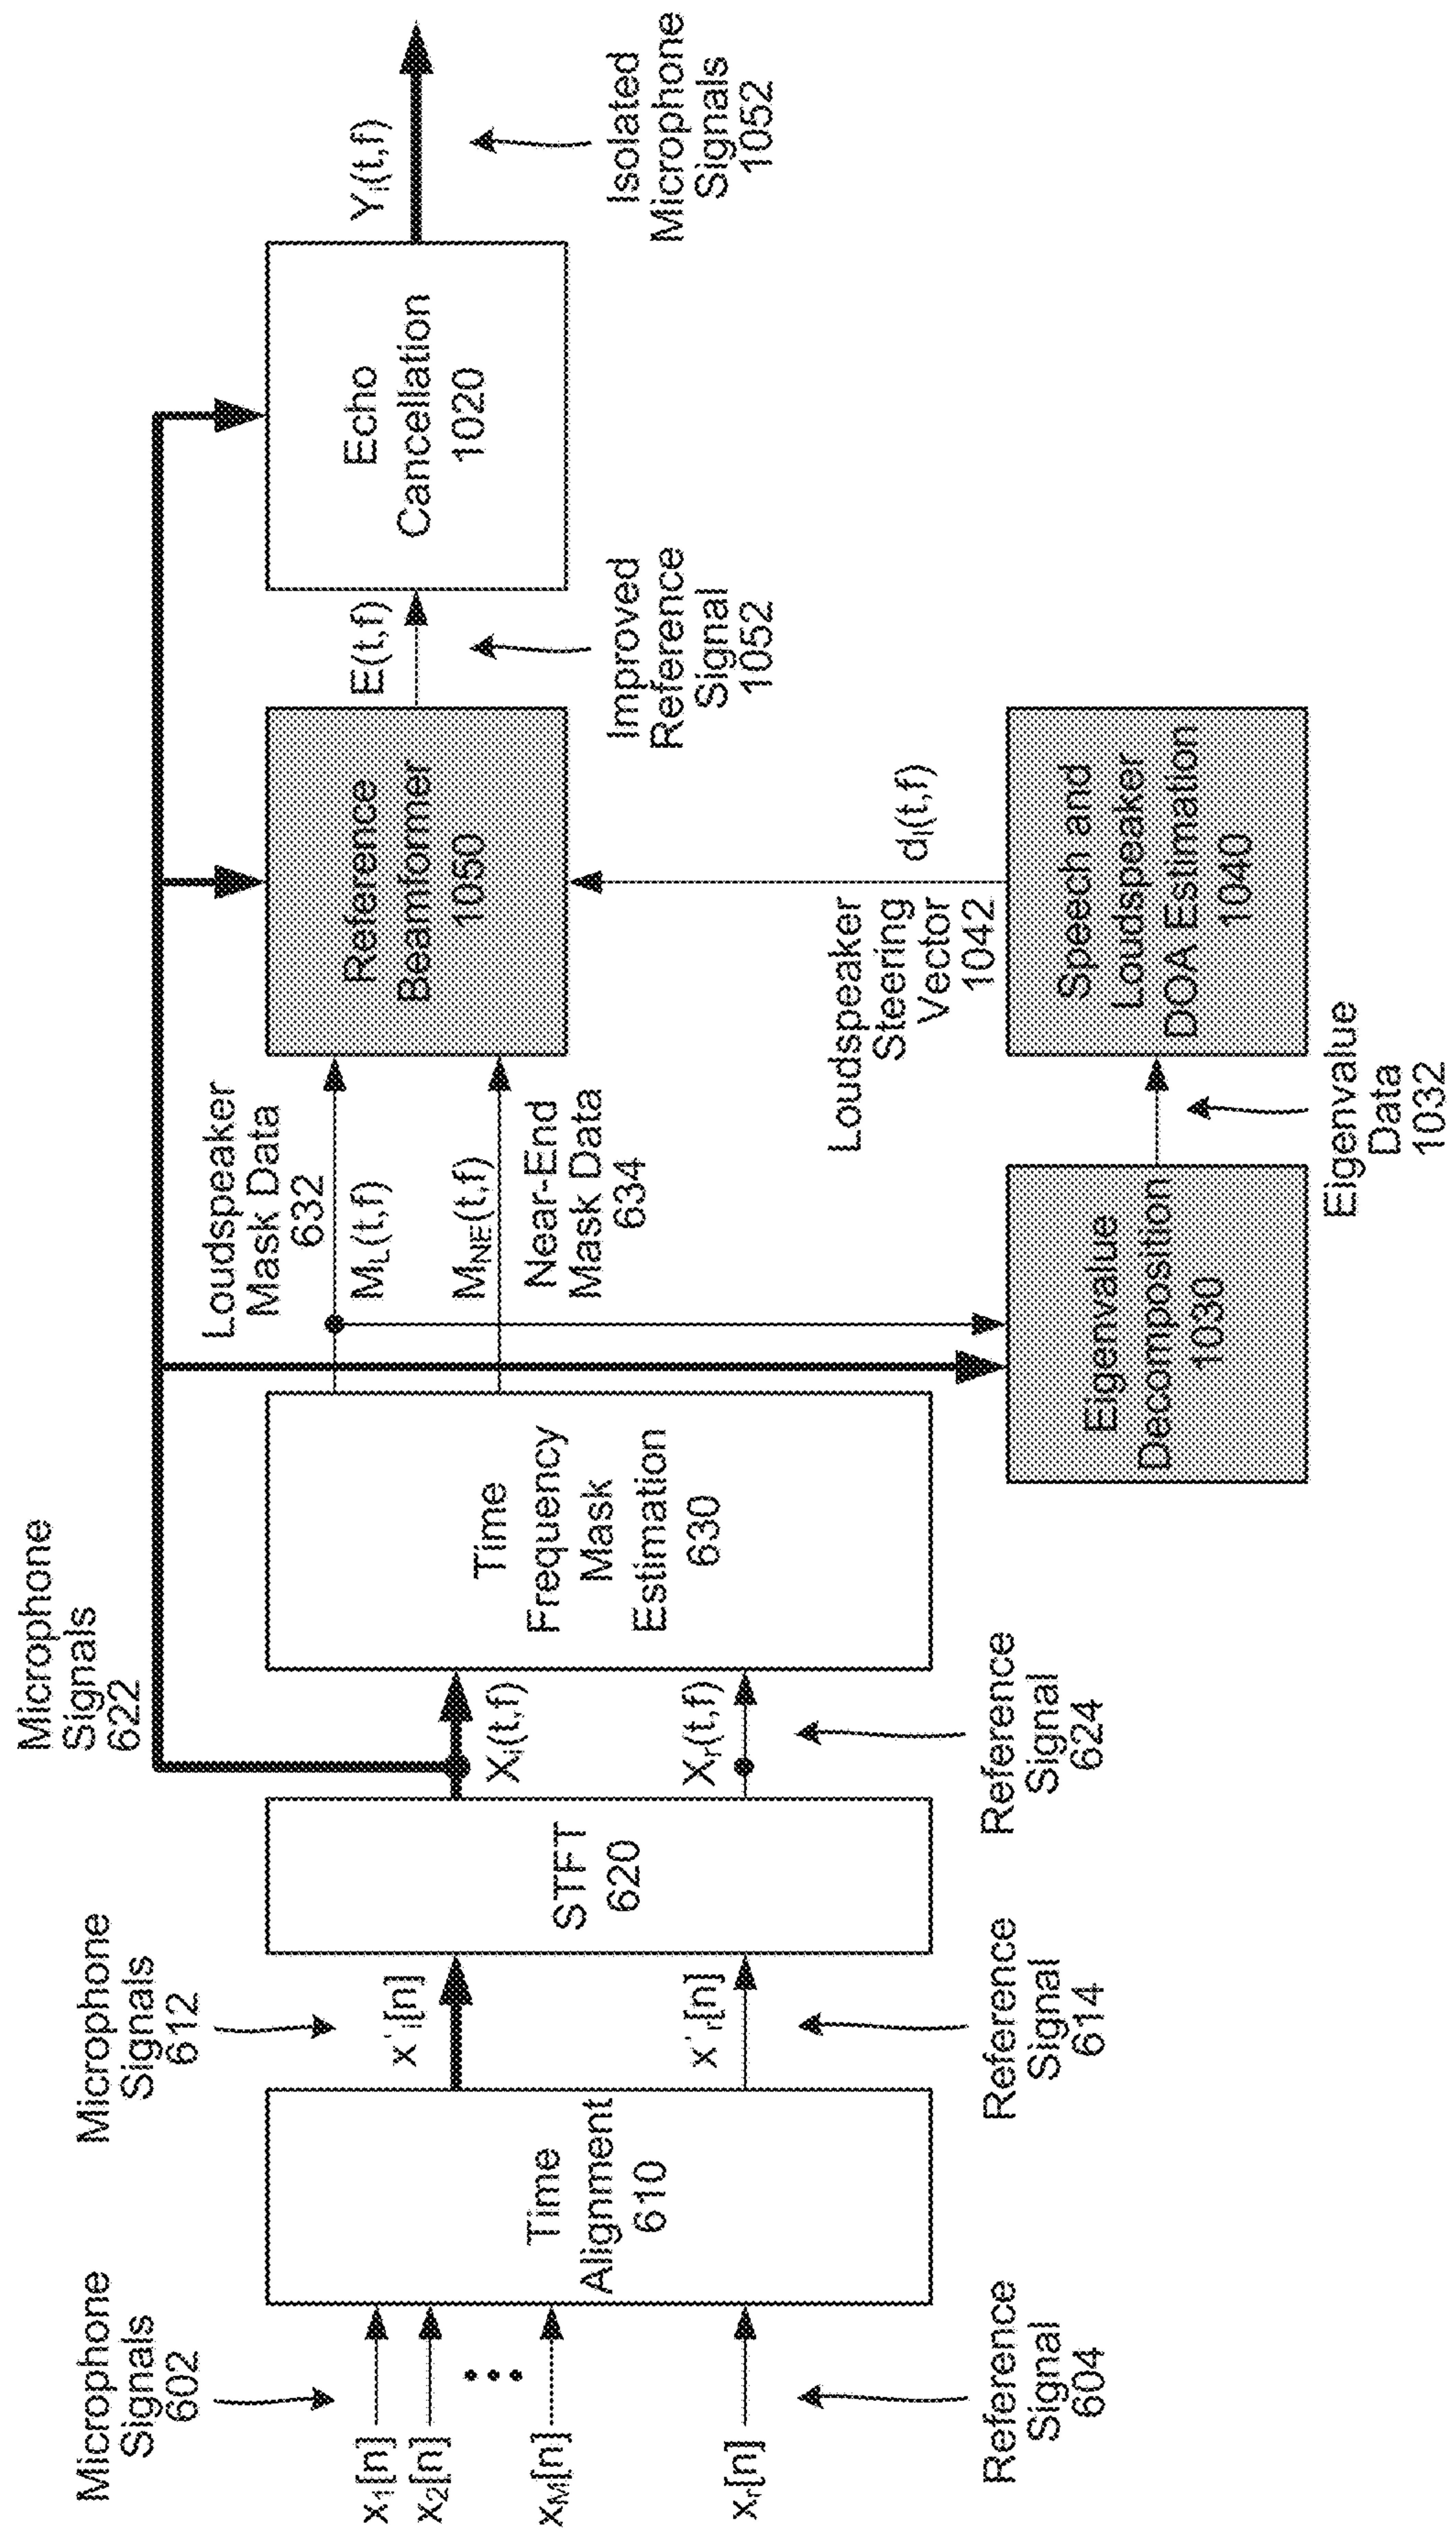 Microphone
Signals
602
x1[n]
x2[n]
xM[n]
xr[n]
Reference
Signal
604
Time
Alignment
610
Microphone
Signals
612
x'i[n]
x'r[n]
Reference
Signal
614
STFT
620
Microphone
Signals
622
Xi(t,f)
Xr(t,f)
Reference
Signal
624
Time
Frequency
Mask
Estimation
630
Loudspeaker
Mask Data
632
ML(t,f)
MNE(t,f)
Near-End
Mask Data
634
Eigenvalue
Decomposition
1030
Eigenvalue
Data
1032
Speech and
Loudspeaker
DOA Estimation
1040
Loudspeaker
Steering
Vector
1042
di(t,f)
Reference
Beamformer
1050
E(t,f)
Improved
Reference
Signal
1052
Echo
Cancellation
1020
Yi(t,f)
Isolated
Microphone
Signals
1052